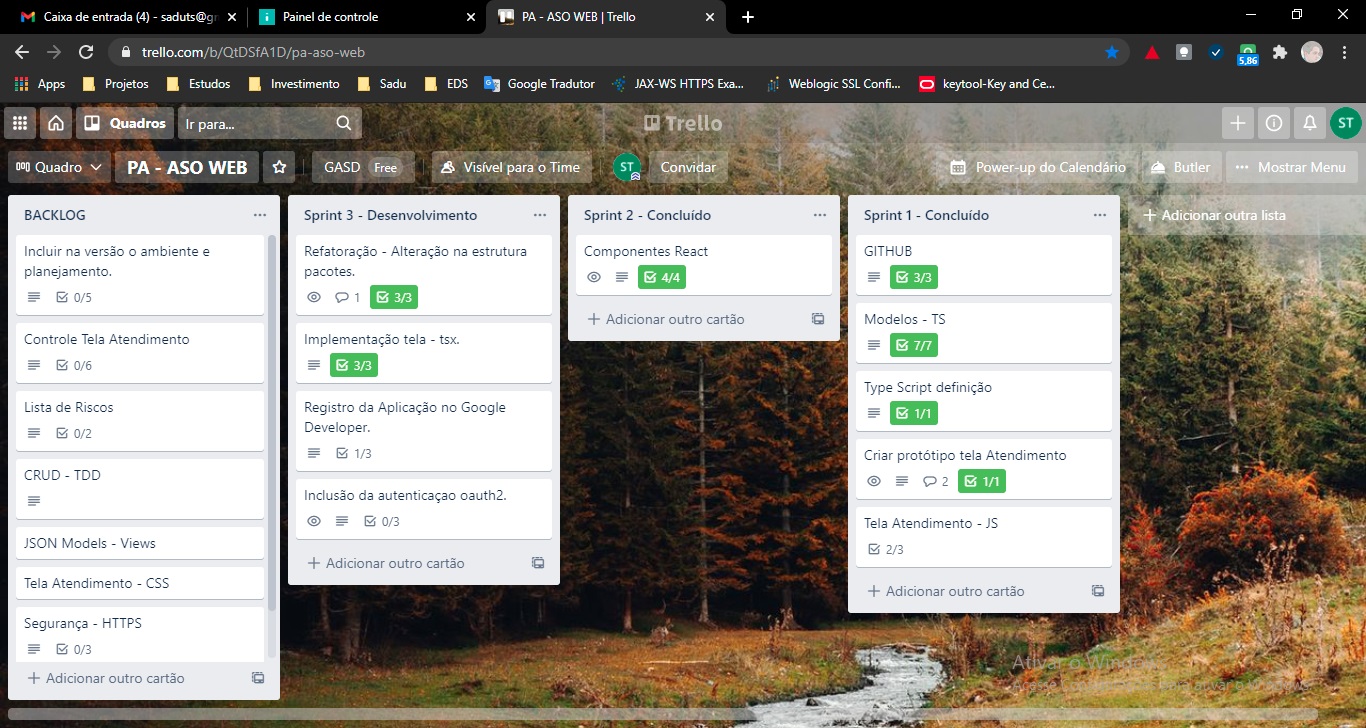 Caixa de entrada (4) - saduts@gr
Painel de controle
PA - ASO WEB | Trello
trello.com/b/QtDSfA1D/pa-aso-web
5,86
Apps
Projetos
Estudos
Investimento
Sadu
EDS
Google Tradutor
JAX-WS HTTPS Exa...
Weblogic SSL Confi...
keytool-Key and Ce...
Quadros
Ir para...
Trello
ST
Quadro
PA - ASO WEB
GASD Free
Visível para o Time
ST
Convidar
Power-up do Calendário
Butler
Mostrar Menu
BACKLOG
Incluir na versão o ambiente e
planejamento.
0/5
Controle Tela Atendimento
0/6
Lista de Riscos
0/2
CRUD - TDD
JSON Models - Views
Tela Atendimento - CSS
Segurança - HTTPS
0/3
+ Adicionar outro cartão
Sprint 3 - Desenvolvimento
Refatoração - Alteração na estrutura
pacotes.
1 3/3
Implementação tela - tsx.
3/3
Registro da Aplicação no Google
Developer.
1/3
Inclusão da autenticaçao oauth2.
0/3
+ Adicionar outro cartão
Sprint 2 - Concluído
Componentes React
4/4
+ Adicionar outro cartão
Sprint 1 - Concluído
GITHUB
3/3
Modelos - TS
7/7
Type Script definição
1/1
Criar protótipo tela Atendimento
2 1/1
Tela Atendimento - JS
2/3
+ Adicionar outro cartão
+ Adicionar outra lista
Ativar o